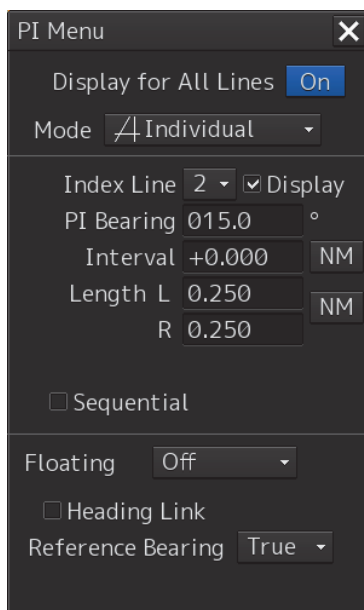 PI Menu
Display for All Lines On
Mode Individual
Index Line 2 Display
PI Bearing 015.0 °
Interval +0.000 NM
Length L 0.250 NM
R 0.250
Sequential
Floating Off
Heading Link
Reference Bearing True